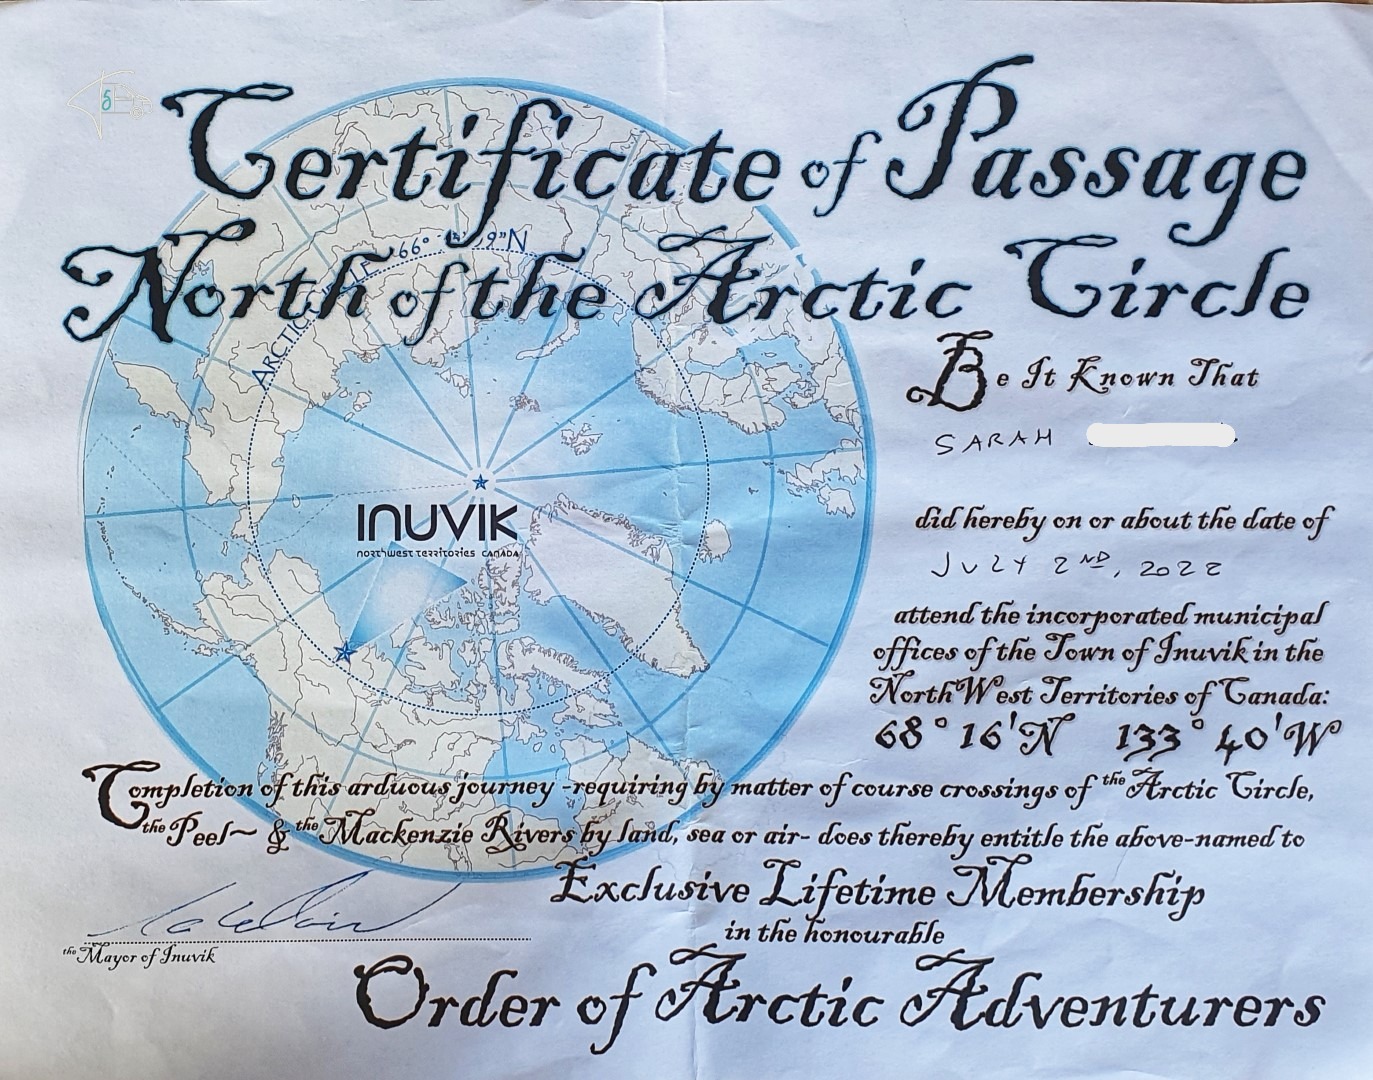 Certificate of Passage
North of the Arctic Circle
ARCTIC 66° 9"N
Be It Known That
SARAH
did hereby on or about the date of
JULY 2ND, 2022
INUVIK
northwest territories CANADA
attend the incorporated municipal
offices of the Town of Inuvik in the
NorthWest Territories of Canada:
68° 16'N 133° 40'W
Completion of this arduous journey -requiring by matter of course crossings of the Arctic Circle,
the Peel~ & the Mackenzie Rivers by land, sea or air- does thereby entitle the above-named to
Exclusive Lifetime Membership
in the honourable
the Mayor of Inuvik
Order of Arctic Adventurers